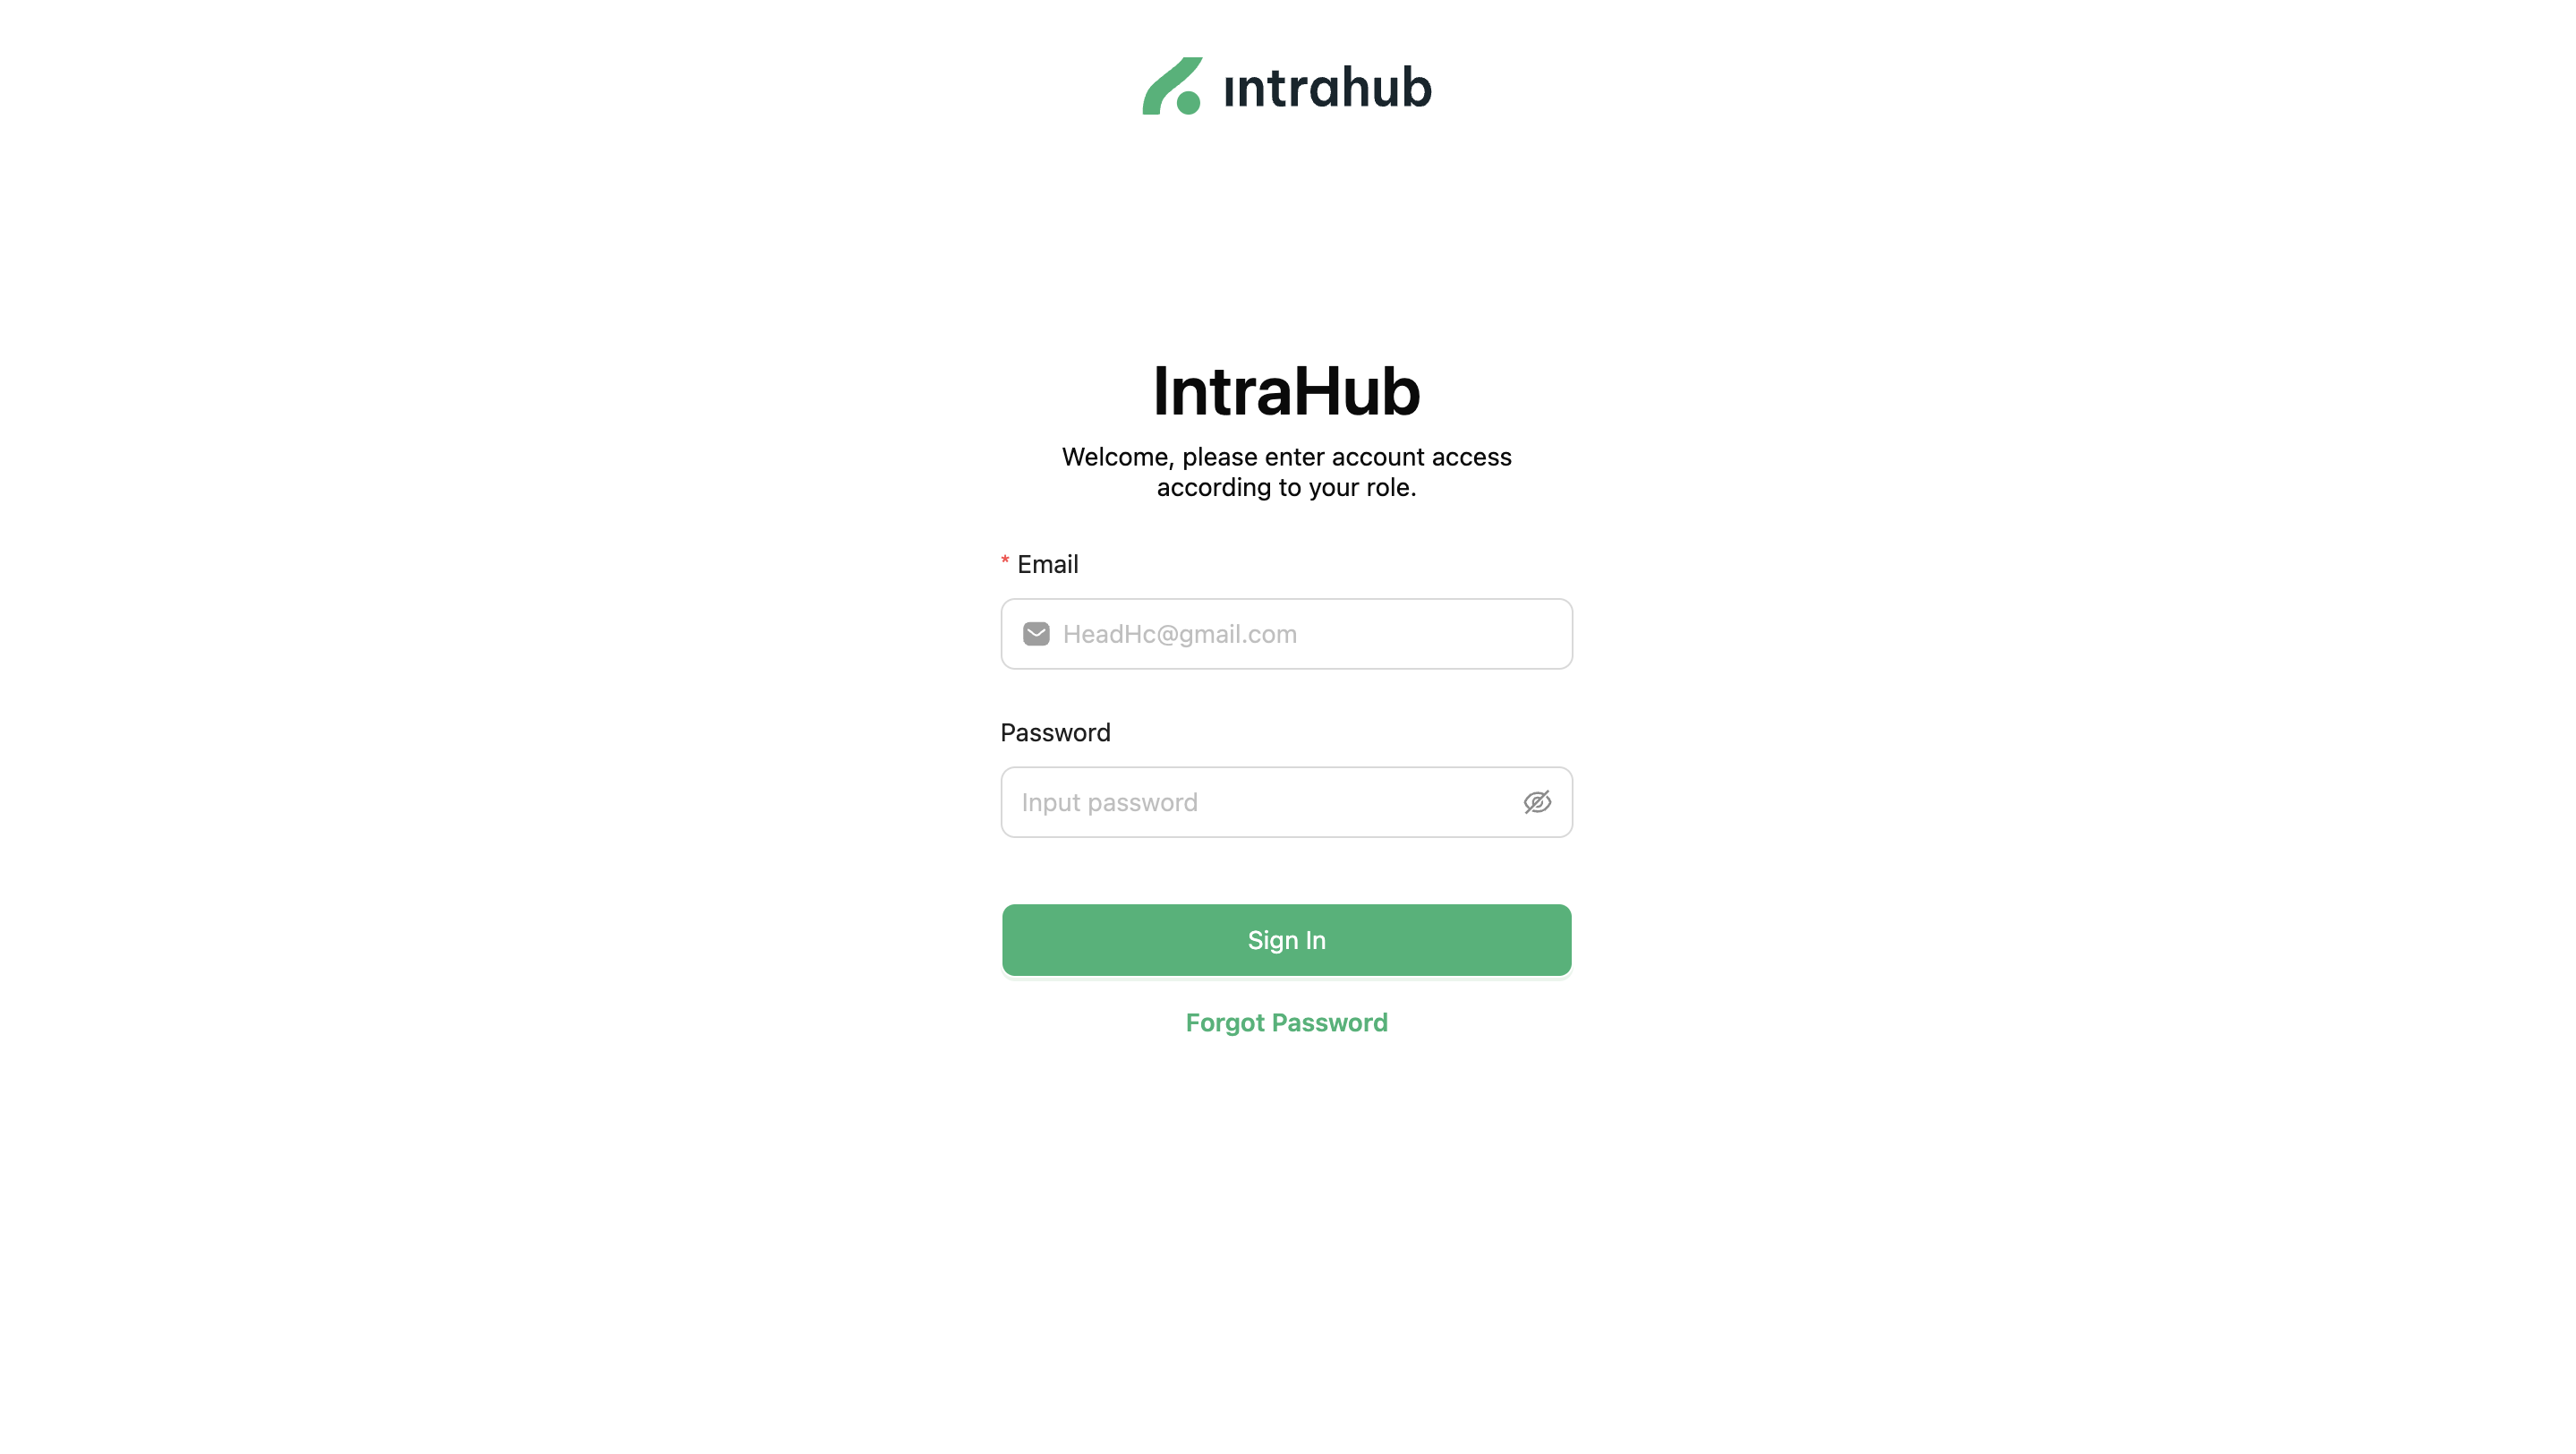 intrahub
IntraHub
Welcome, please enter account access
according to your role.
* Email
HeadHc@gmail.com
Password
Input password
Sign In
Forgot Password